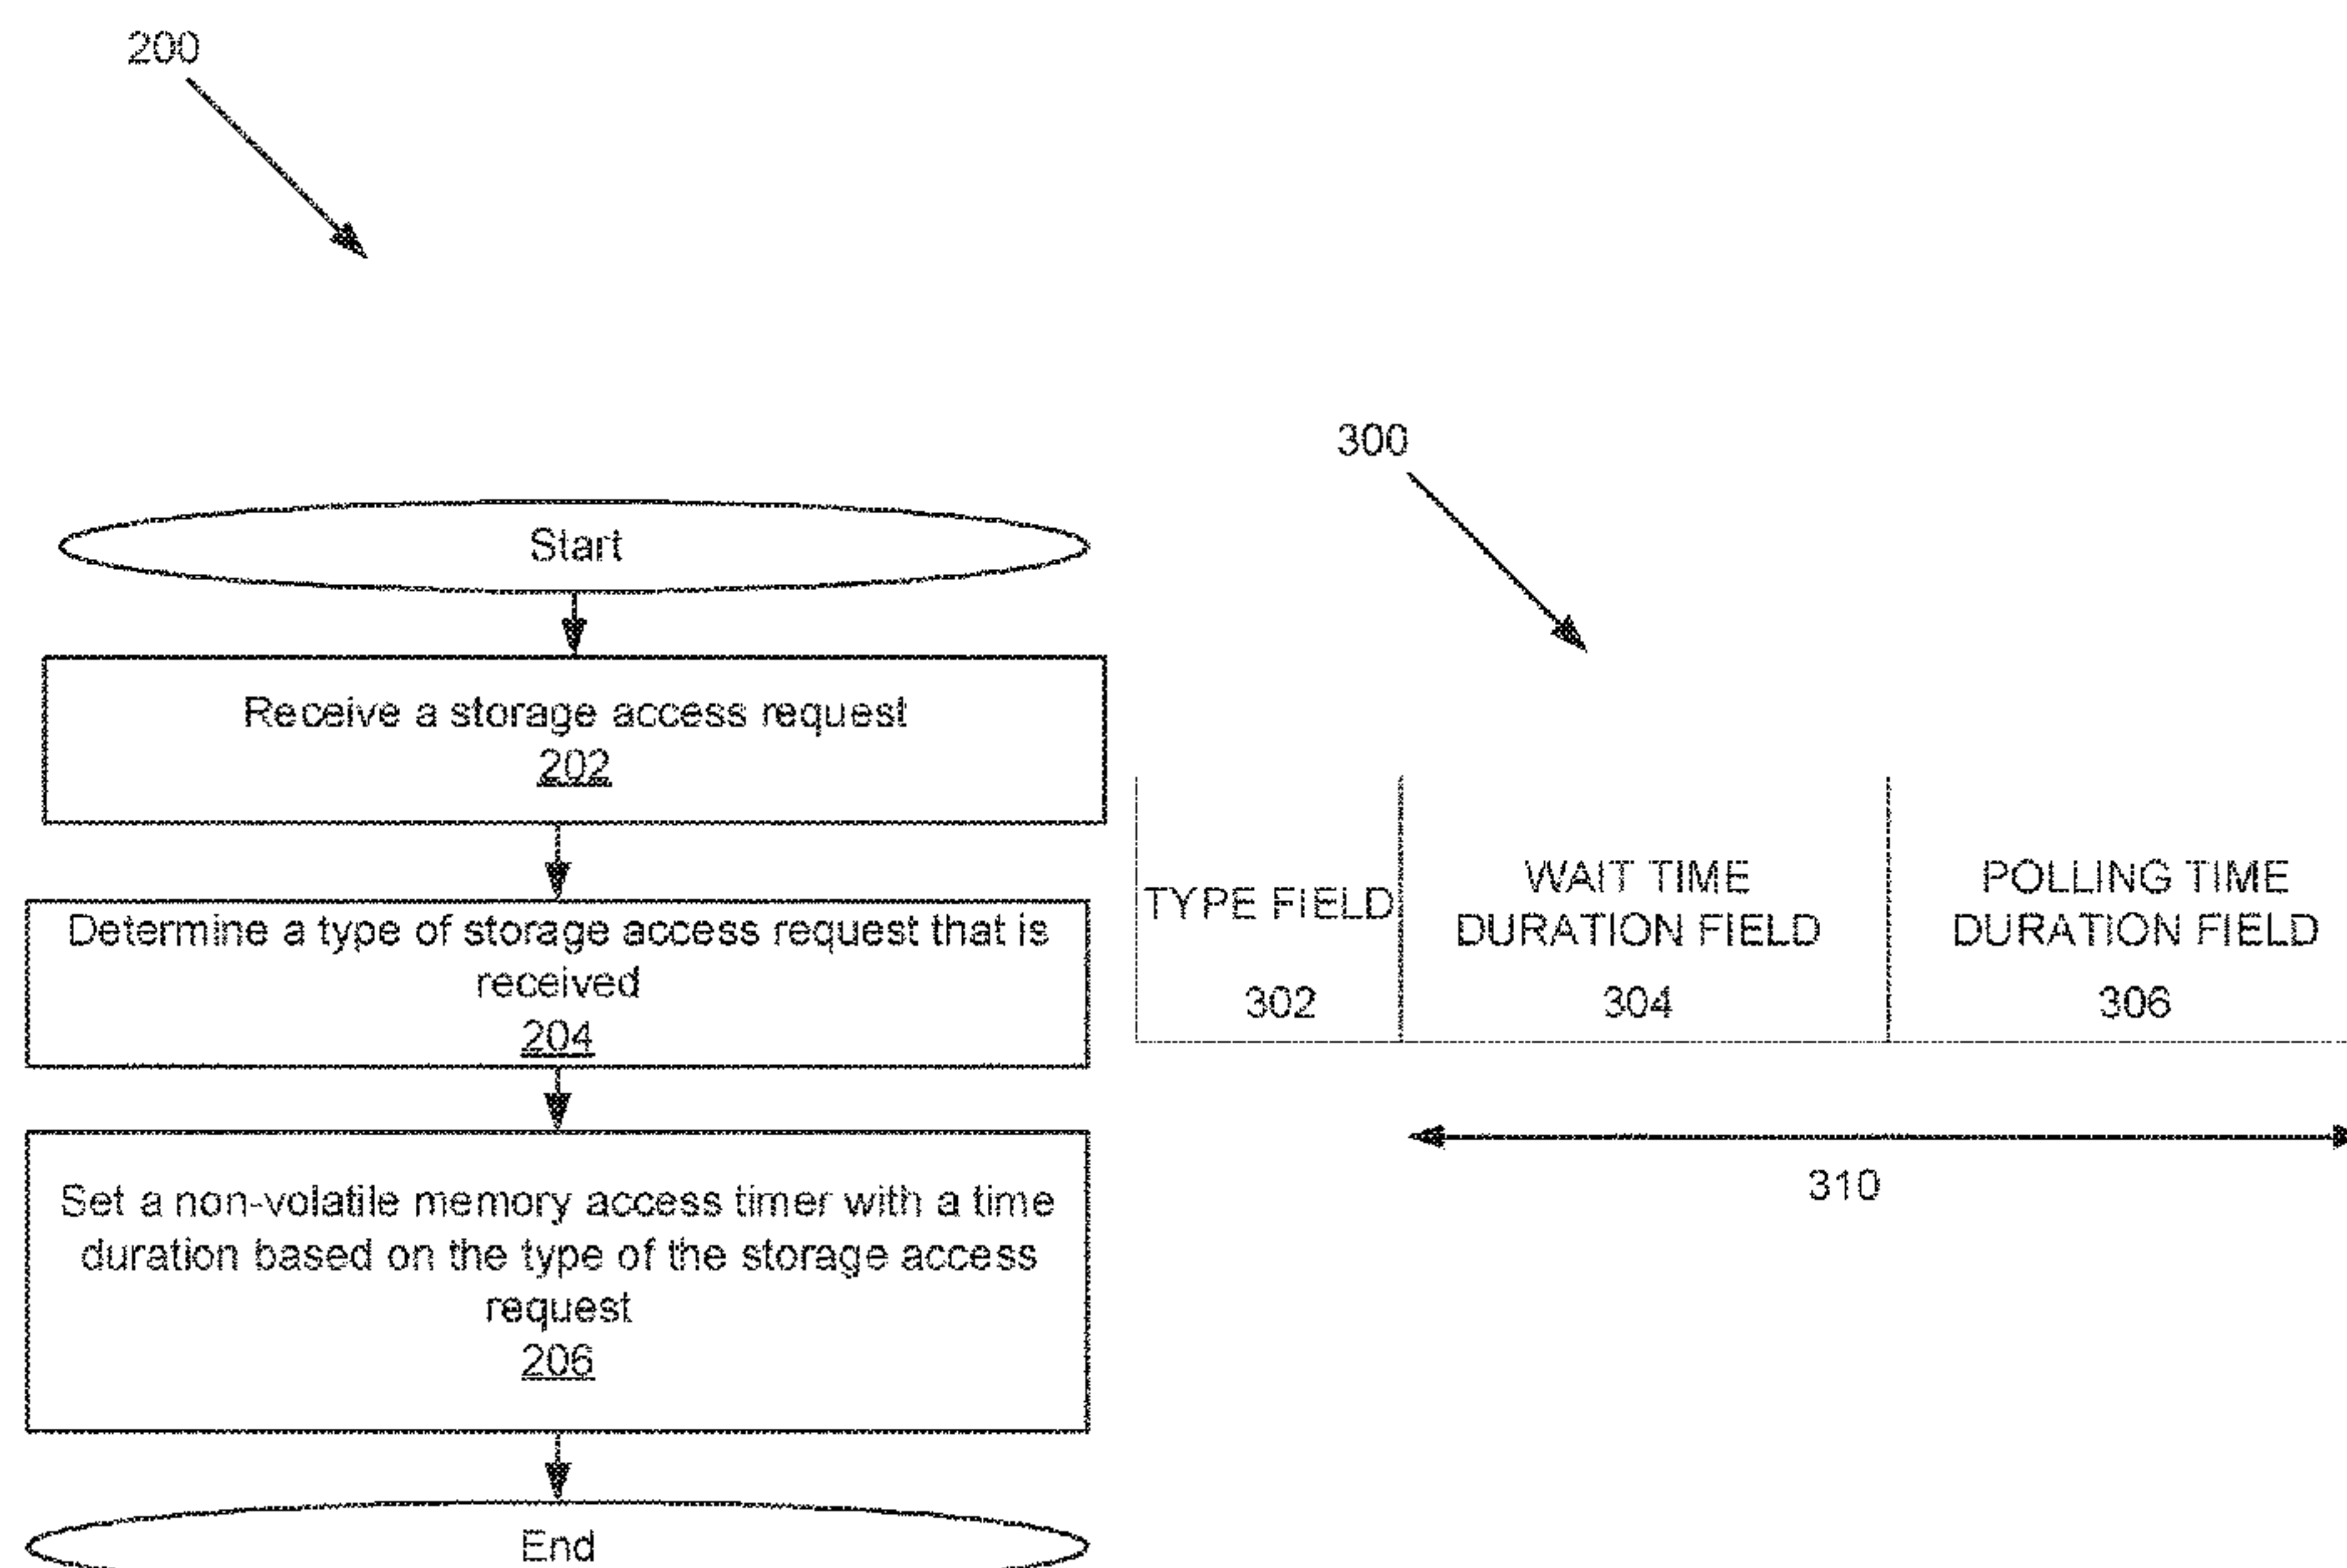 200
Start
Receive a storage access request
202
Determine a type of storage access request that is
received
204
Set a non-volatile memory access timer with a time
duration based on the type of the storage access
request
206
End
300
TYPE FIELD
302
WAIT TIME
DURATION FIELD
304
POLLING TIME
DURATION FIELD
306
310